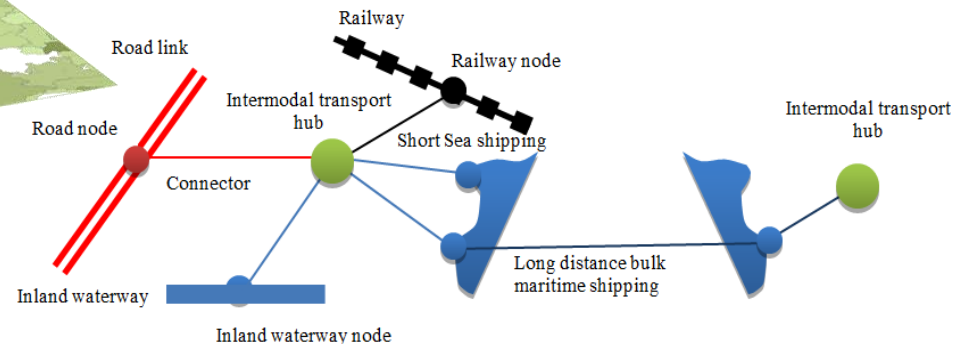 Railway
Road link
Railway node
Intermodal transport
hub
Intermodal transport
hub
Road node
Short Sea shipping
Connector
Long distance bulk
maritime shipping
Inland waterway
Inland waterway node